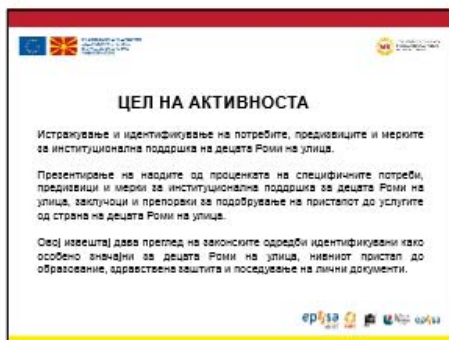 ЦЕЛ НА АКТИВНОСТА
Истражување и идентификување на потребите, предизвиците и мерките
за институционална поддршка на децата Роми на улица.
Презентирање на наодите од проценката на специфичните потреби,
предизвици и мерки за институционална поддршка за децата Роми на
улица, заклучоци и препораки за подобрување на пристапот до услугите
од страна на децата Роми на улица.
Овој извештај дава преглед на законските одредби идентификувани како
особено значајни за децата Роми на улица, нивниот пристап до
образование, здравствена заштита и поседување на лични документи.